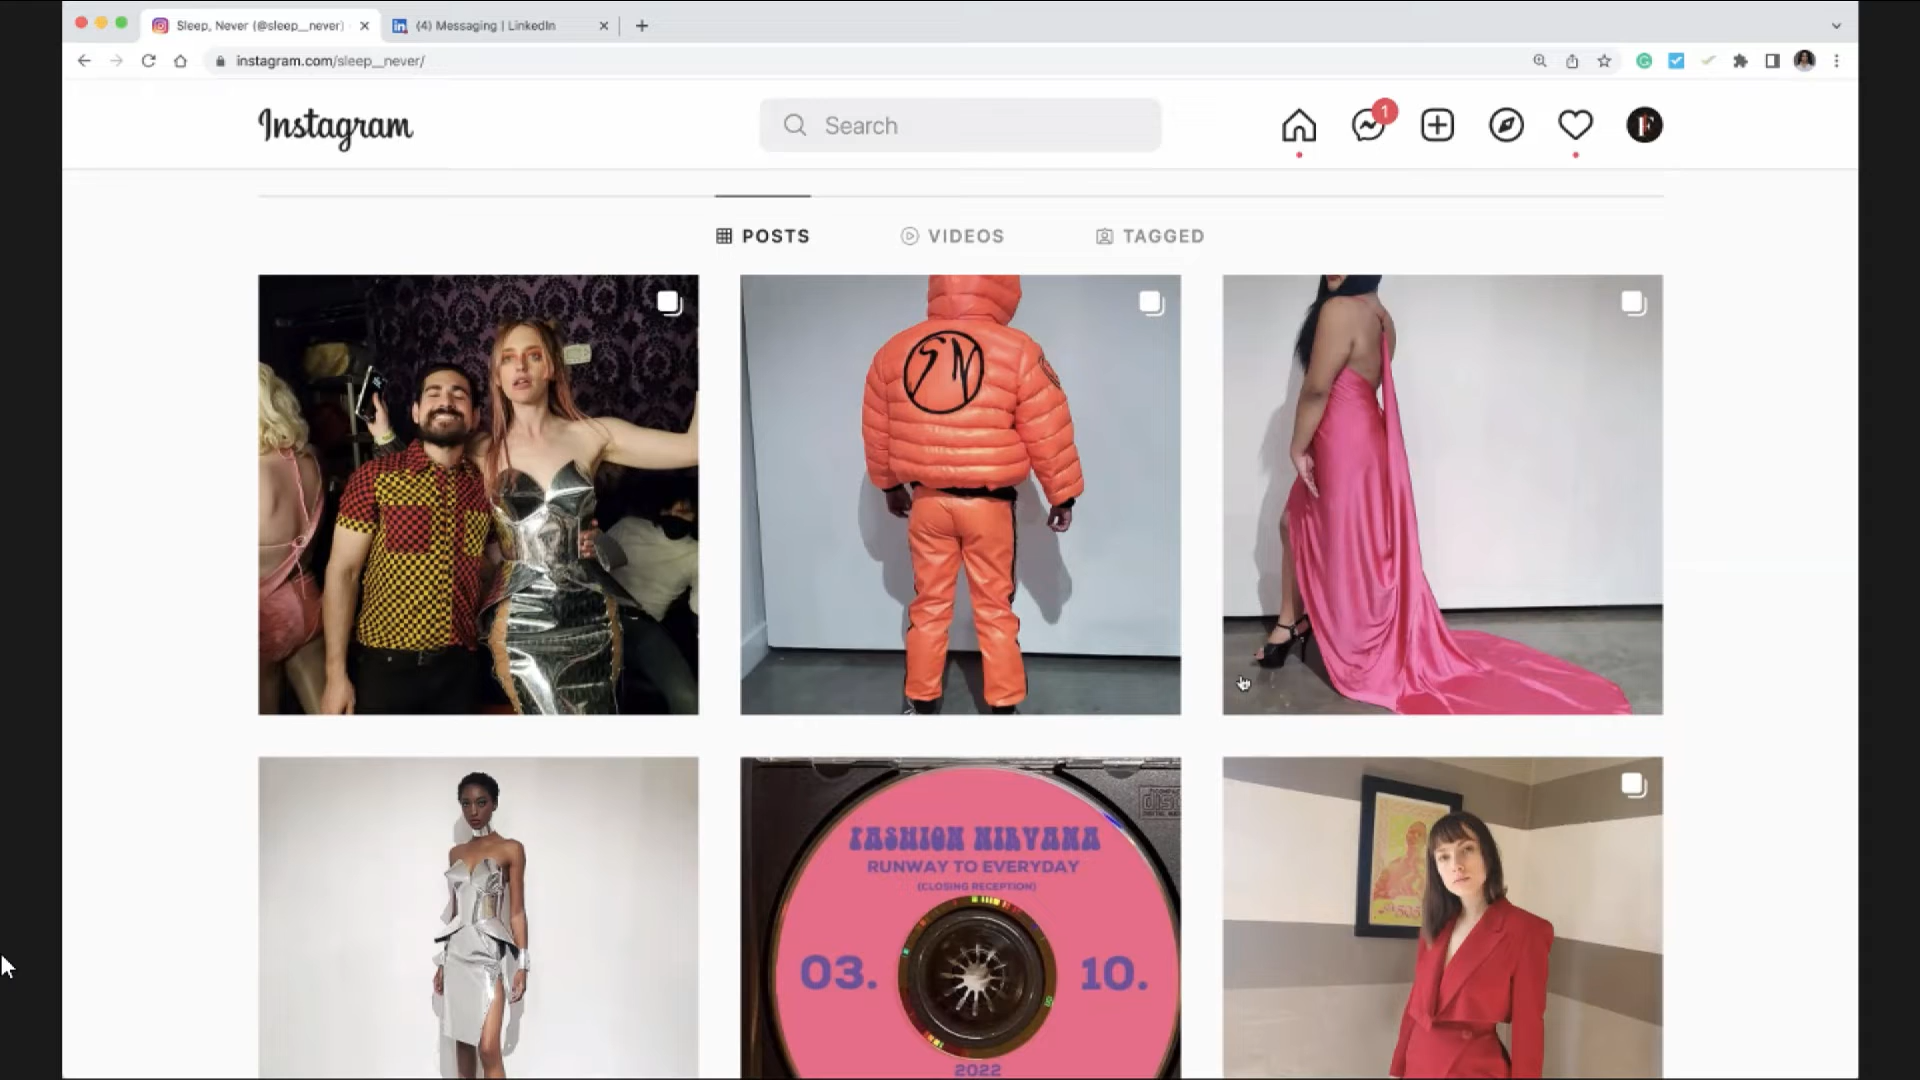 Sleep, Never (@sleep__never)
(4) Messaging | LinkedIn
instagram.com/sleep__never/
Instagram
Search
1
POSTS
VIDEOS
TAGGED
SN
FASHION NIRVANA
RUNWAY TO EVERYDAY
(CLOSING RECEPTION)
03.
10.
2022